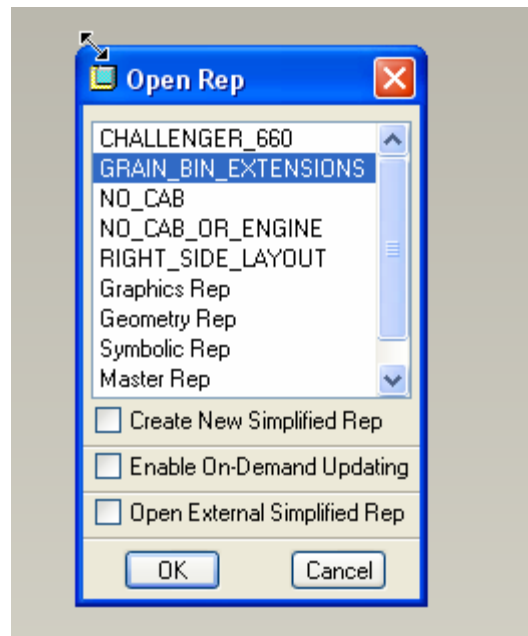 Open Rep
CHALLENGER_660
GRAIN_BIN_EXTENSIONS
NO_CAB
NO_CAB_OR_ENGINE
RIGHT_SIDE_LAYOUT
Graphics Rep
Geometry Rep
Symbolic Rep
Master Rep
Create New Simplified Rep
Enable On-Demand Updating
Open External Simplified Rep
OK Cancel